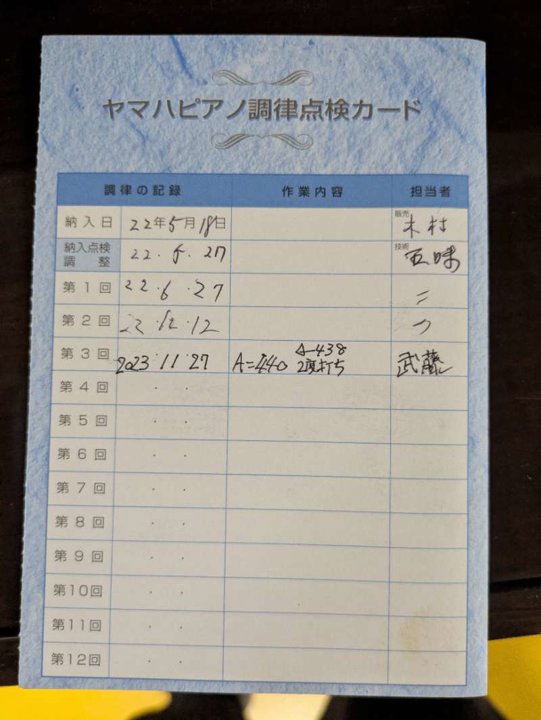 ヤマハピアノ調律点検カード
調律の記録 作業内容 担当者
納入日 22年5月18日 販売 木村
納入点検調整 22・5・27 技術 五味
第1回 22・6・27 〃
第2回 22・12・12 〃
第3回 2023・11・27 A=440 A=438 2度打ち 武藤
第4回 ・ ・
第5回 ・ ・
第6回 ・ ・
第7回 ・ ・
第8回 ・ ・
第9回 ・ ・
第10回 ・ ・
第11回 ・ ・
第12回 ・ ・